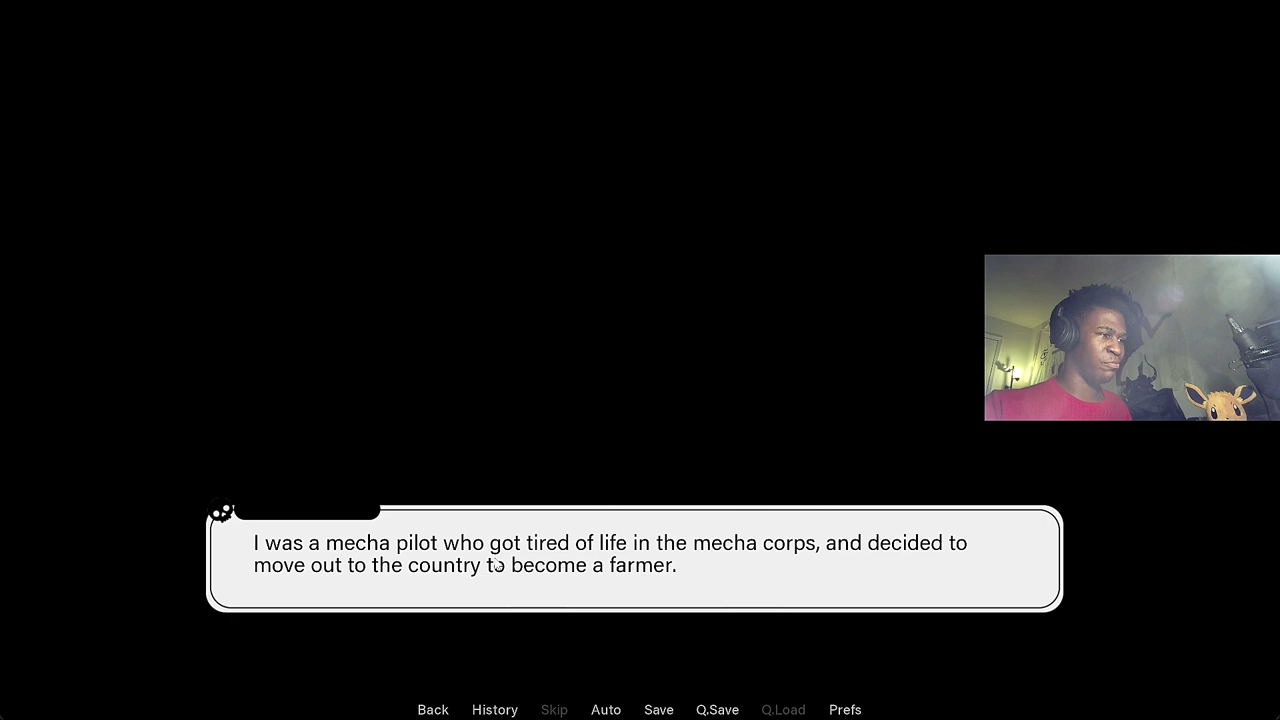 I was a mecha pilot who got tired of life in the mecha corps, and decided to
move out to the country to become a farmer.
Back History Skip Auto Save Q.Save Q.Load Prefs